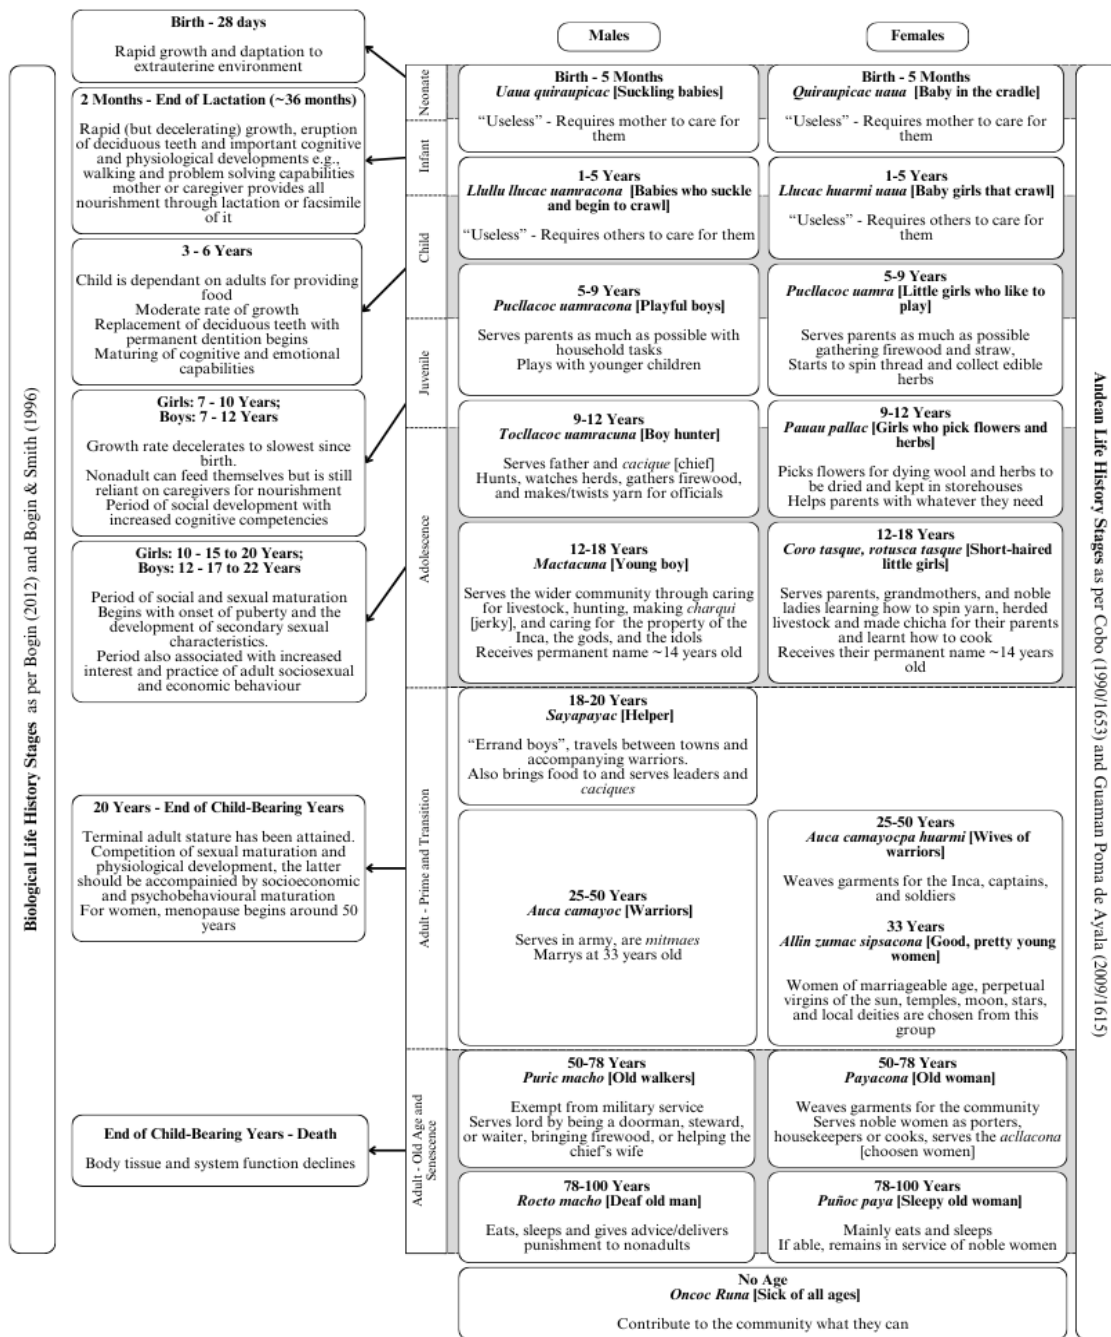 Biological Life History Stages as per Bogin (2012) and Bogin & Smith (1996)
Birth - 28 days
Rapid growth and daptation to
extrauterine environment
2 Months - End of Lactation (~36 months)
Rapid (but decelerating) growth, eruption
of deciduous teeth and important cognitive
and physiological developments e.g.,
walking and problem solving capabilities
mother or caregiver provides all
nourishment through lactation or facsimile
of it
3 - 6 Years
Child is dependant on adults for providing
food
Moderate rate of growth
Replacement of deciduous teeth with
permanent dentition begins
Maturing of cognitive and emotional
capabilities
Girls: 7 - 10 Years;
Boys: 7 - 12 Years
Growth rate decelerates to slowest since
birth.
Nonadult can feed themselves but is still
reliant on caregivers for nourishment
Period of social development with
increased cognitive competencies
Girls: 10 - 15 to 20 Years;
Boys: 12 - 17 to 22 Years
Period of social and sexual maturation
Begins with onset of puberty and the
development of secondary sexual
characteristics.
Period also associated with increased
interest and practice of adult sociosexual
and economic behaviour
20 Years - End of Child-Bearing Years
Terminal adult stature has been attained.
Competition of sexual maturation and
physiological development, the latter
should be accompainied by socioeconomic
and psychobehavioural maturation
For women, menopause begins around 50
years
End of Child-Bearing Years - Death
Body tissue and system function declines
Neonate
Infant
Child
Juvenile
Adolescence
Adult - Prime and Transition
Adult - Old Age and
Senescence
Males
Birth - 5 Months
Uaua quiraupicac [Suckling babies]
“Useless” - Requires mother to care for
them
1-5 Years
Llullu llucac uamracona [Babies who suckle
and begin to crawl]
“Useless” - Requires others to care for them
5-9 Years
Pucllacoc uamracona [Playful boys]
Serves parents as much as possible with
household tasks
Plays with younger children
9-12 Years
Tocllacoc uamracuna [Boy hunter]
Serves father and cacique [chief]
Hunts, watches herds, gathers firewood,
and makes/twists yarn for officials
12-18 Years
Mactacuna [Young boy]
Serves the wider community through caring
for livestock, hunting, making charqui
[jerky], and caring for the property of the
Inca, the gods, and the idols
Receives permanent name ~14 years old
18-20 Years
Sayapayac [Helper]
“Errand boys”, travels between towns and
accompanying warriors.
Also brings food to and serves leaders and
caciques
25-50 Years
Auca camayoc [Warriors]
Serves in army, are mitmaes
Marrys at 33 years old
50-78 Years
Puric macho [Old walkers]
Exempt from military service
Serves lord by being a doorman, steward,
or waiter, bringing firewood, or helping the
chief’s wife
78-100 Years
Rocto macho [Deaf old man]
Eats, sleeps and gives advice/delivers
punishment to nonadults
Females
Birth - 5 Months
Quiraupicac uaua [Baby in the cradle]
“Useless” - Requires mother to care for
them
1-5 Years
Llucac huarmi uaua [Baby girls that crawl]
“Useless” - Requires others to care for
them
5-9 Years
Pucllacoc uamra [Little girls who like to
play]
Serves parents as much as possible
gathering firewood and straw,
Starts to spin thread and collect edible
herbs
9-12 Years
Pauau pallac [Girls who pick flowers and
herbs]
Picks flowers for dying wool and herbs to
be dried and kept in storehouses
Helps parents with whatever they need
12-18 Years
Coro tasque, rotusca tasque [Short-haired
little girls]
Serves parents, grandmothers, and noble
ladies learning how to spin yarn, herded
livestock and made chicha for their parents
and learnt how to cook
Receives their permanent name ~14 years
old
25-50 Years
Auca camayocpa huarmi [Wives of
warriors]
Weaves garments for the Inca, captains,
and soldiers
33 Years
Allin zumac sipsacona [Good, pretty young
women]
Women of marriageable age, perpetual
virgins of the sun, temples, moon, stars,
and local deities are chosen from this
group
50-78 Years
Payacona [Old woman]
Weaves garments for the community
Serves noble women as porters,
housekeepers or cooks, serves the acllacona
[choosen women]
78-100 Years
Puñoc paya [Sleepy old woman]
Mainly eats and sleeps
If able, remains in service of noble women
No Age
Oncoc Runa [Sick of all ages]
Contribute to the community what they can
Andean Life History Stages as per Cobo (1990/1653) and Guaman Poma de Ayala (2009/1615)